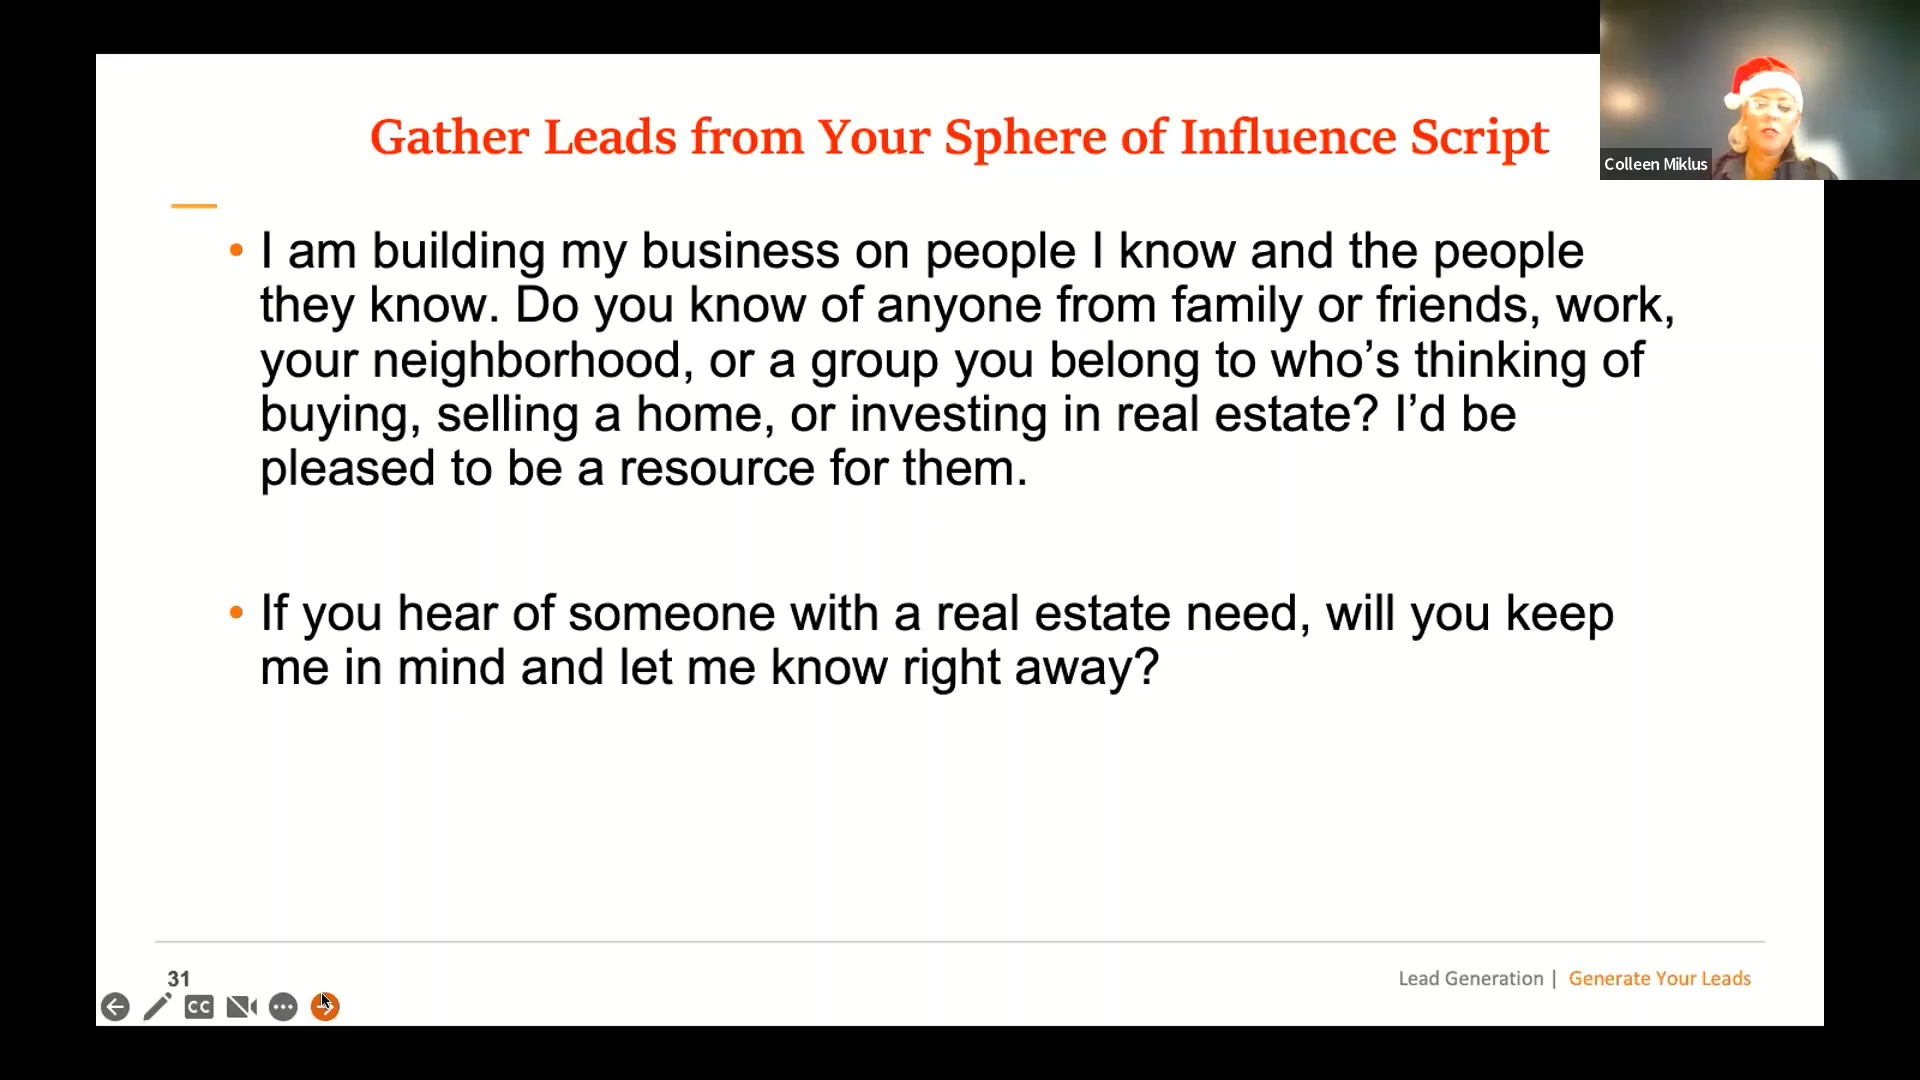 Gather Leads from Your Sphere of Influence Script
Colleen Miklus
• I am building my business on people I know and the people
they know. Do you know of anyone from family or friends, work,
your neighborhood, or a group you belong to who’s thinking of
buying, selling a home, or investing in real estate? I’d be
pleased to be a resource for them.
• If you hear of someone with a real estate need, will you keep
me in mind and let me know right away?
31
Lead Generation | Generate Your Leads
CC